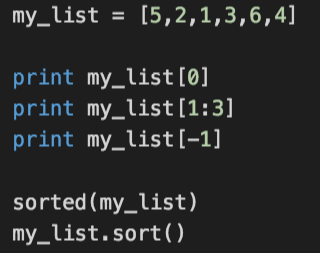 my_list = [5,2,1,3,6,4]
print my_list[0]
print my_list[1:3]
print my_list[-1]
sorted(my_list)
my_list.sort()